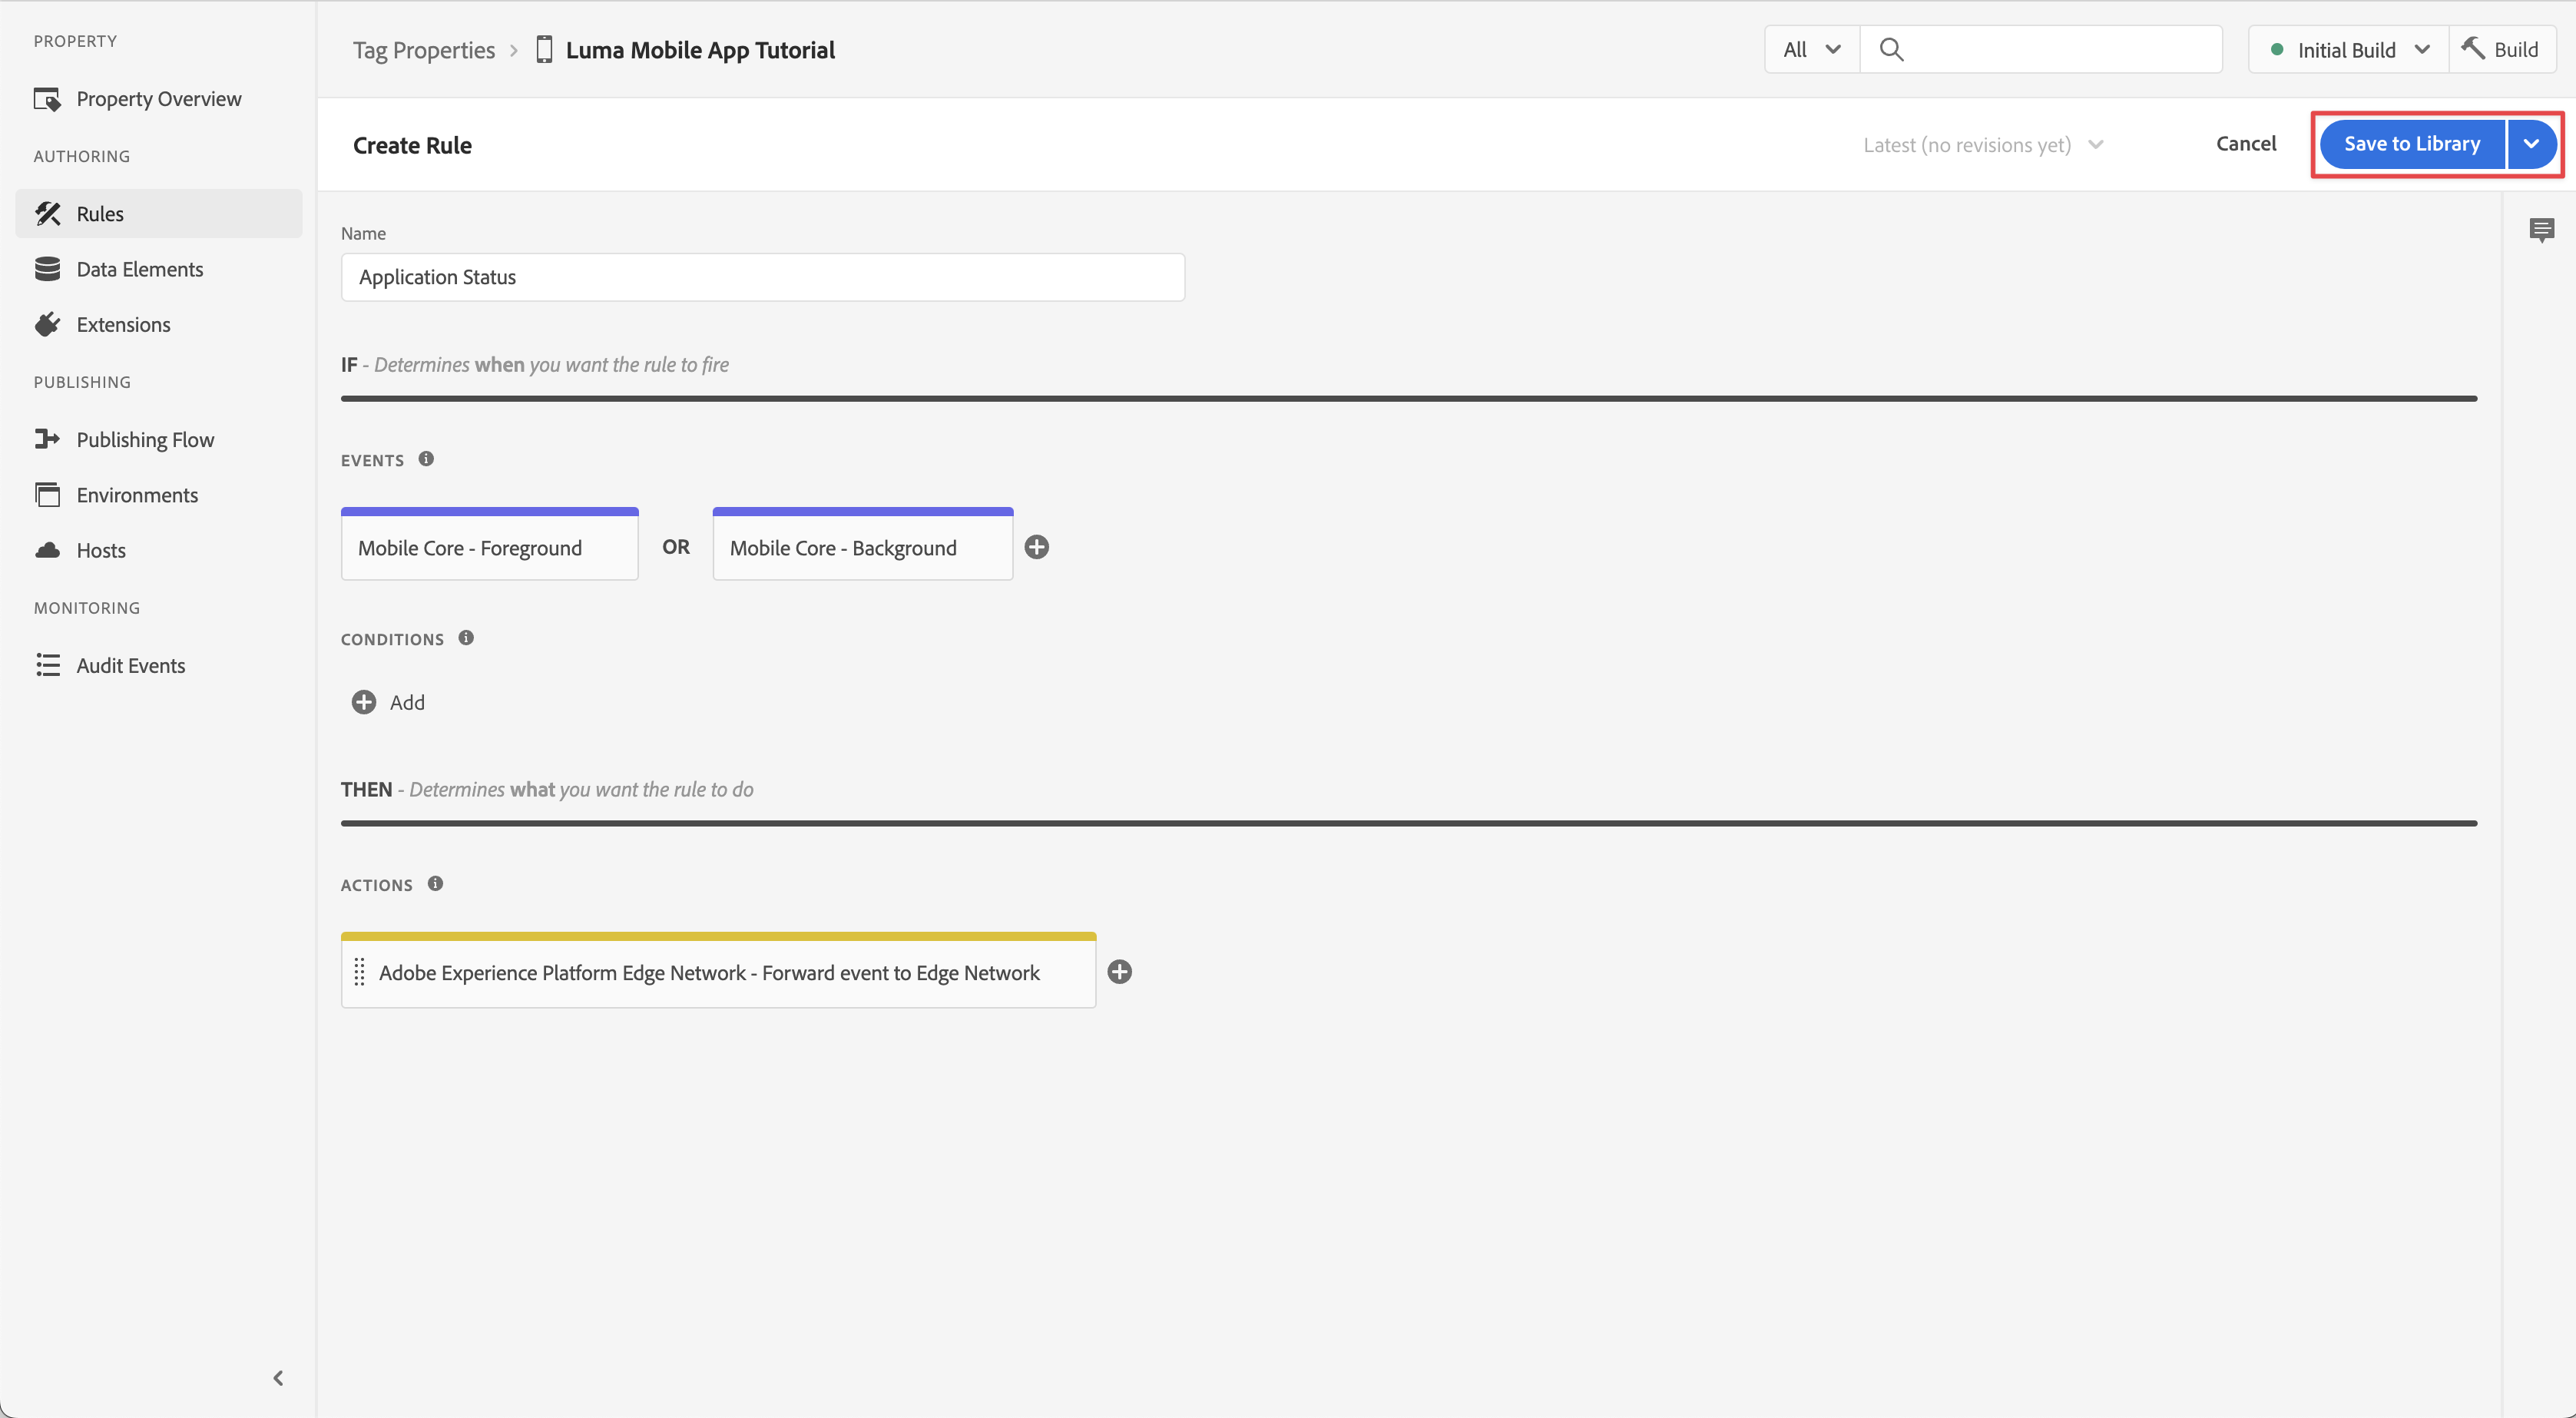 PROPERTY
Property Overview
AUTHORING
Rules
Data Elements
Extensions
PUBLISHING
Publishing Flow
Environments
Hosts
MONITORING
Audit Events
Tag Properties > Luma Mobile App Tutorial
All
Initial Build
Build
Create Rule
Latest (no revisions yet)
Cancel
Save to Library
Name
Application Status
IF - Determines when you want the rule to fire
EVENTS
Mobile Core - Foreground OR Mobile Core - Background
CONDITIONS
Add
THEN - Determines what you want the rule to do
ACTIONS
Adobe Experience Platform Edge Network - Forward event to Edge Network